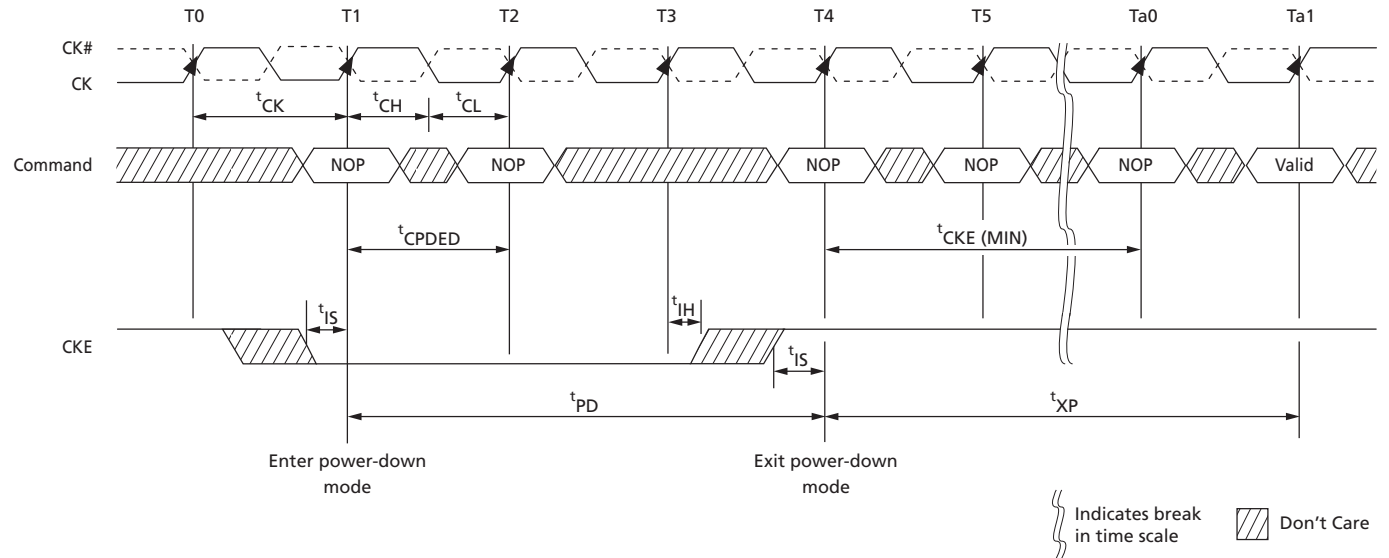 T0 T1 T2 T3 T4 T5 Ta0 Ta1
CK#
CK
tCK tCH tCL
Command NOP NOP NOP NOP NOP Valid
tCPDED tCKE (MIN)
tIS tIH
CKE
tIS
tPD tXP
Enter power-down
mode
Exit power-down
mode
Indicates break
in time scale
Don't Care